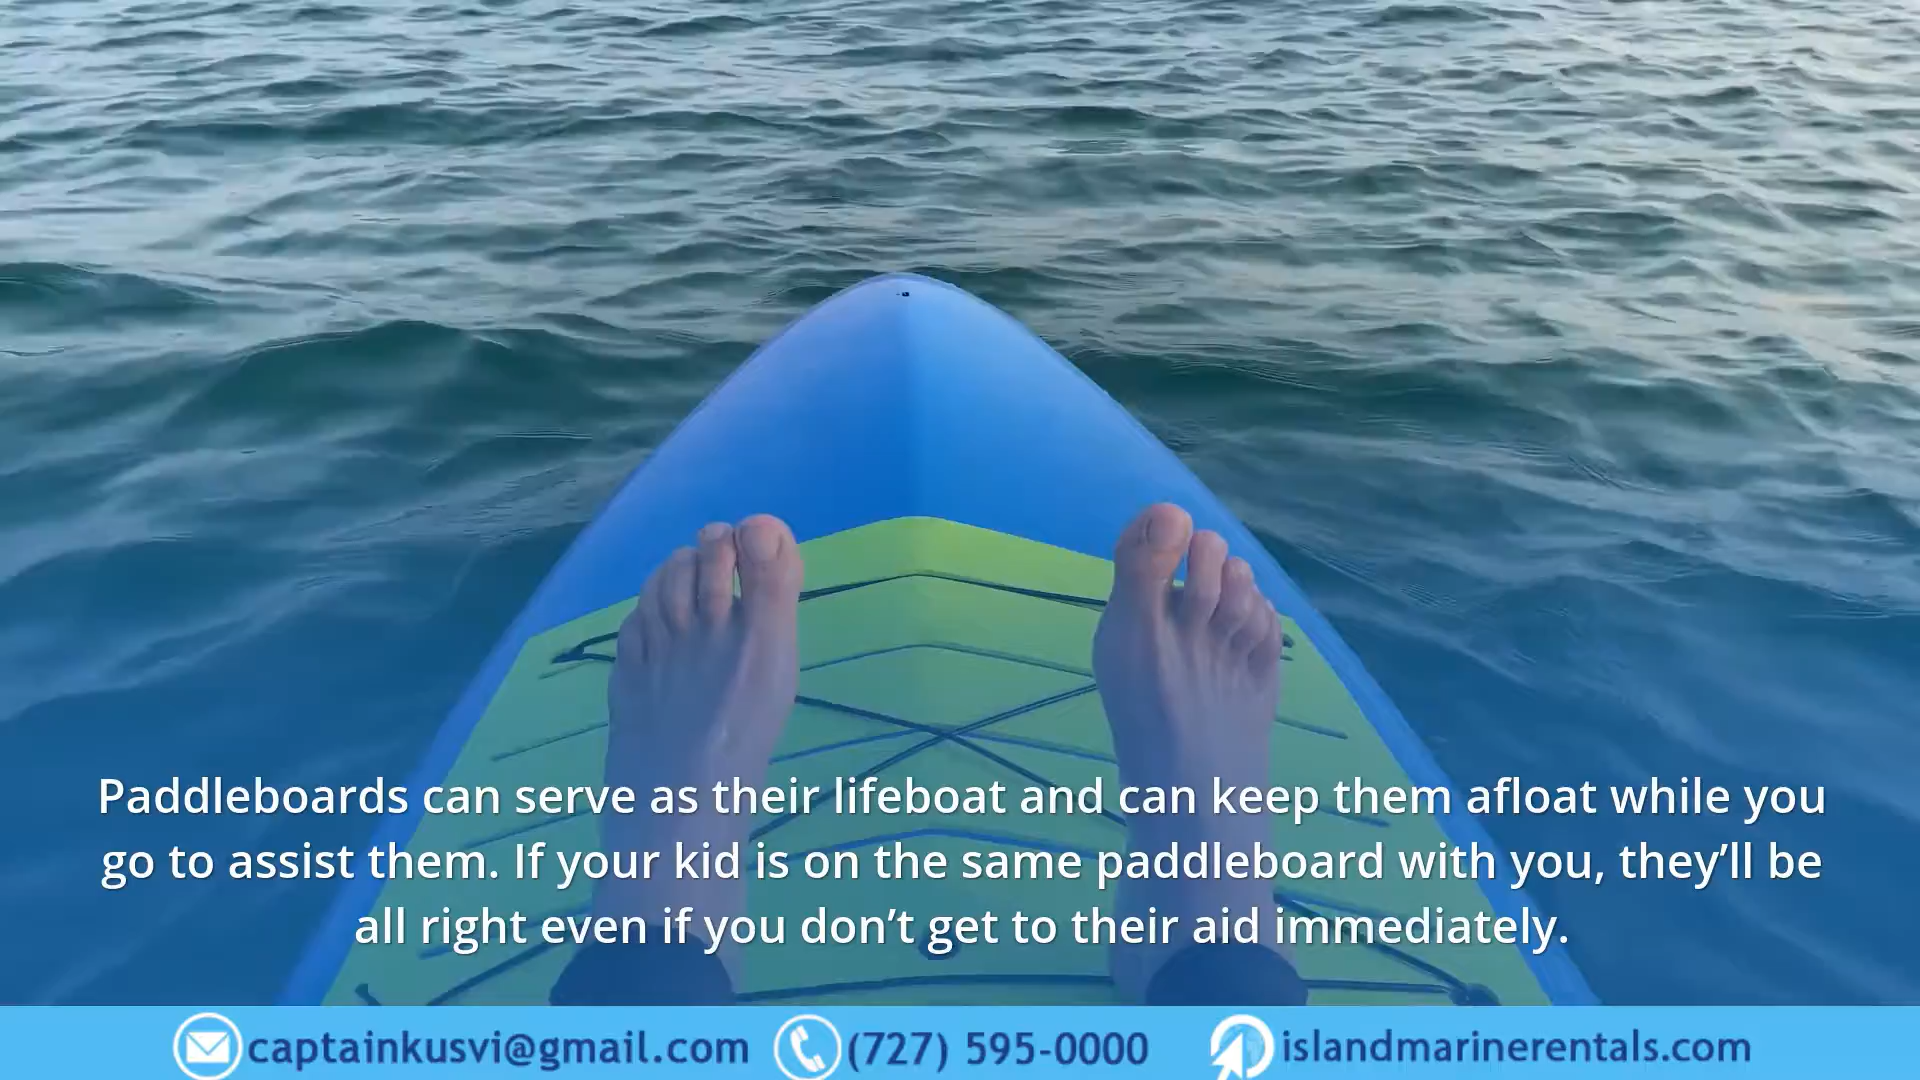 Paddleboards can serve as their lifeboat and can keep them afloat while you
go to assist them. If your kid is on the same paddleboard with you, they’ll be
all right even if you don’t get to their aid immediately.
captainkusvi@gmail.com (727) 595-0000 islandmarinerentals.com